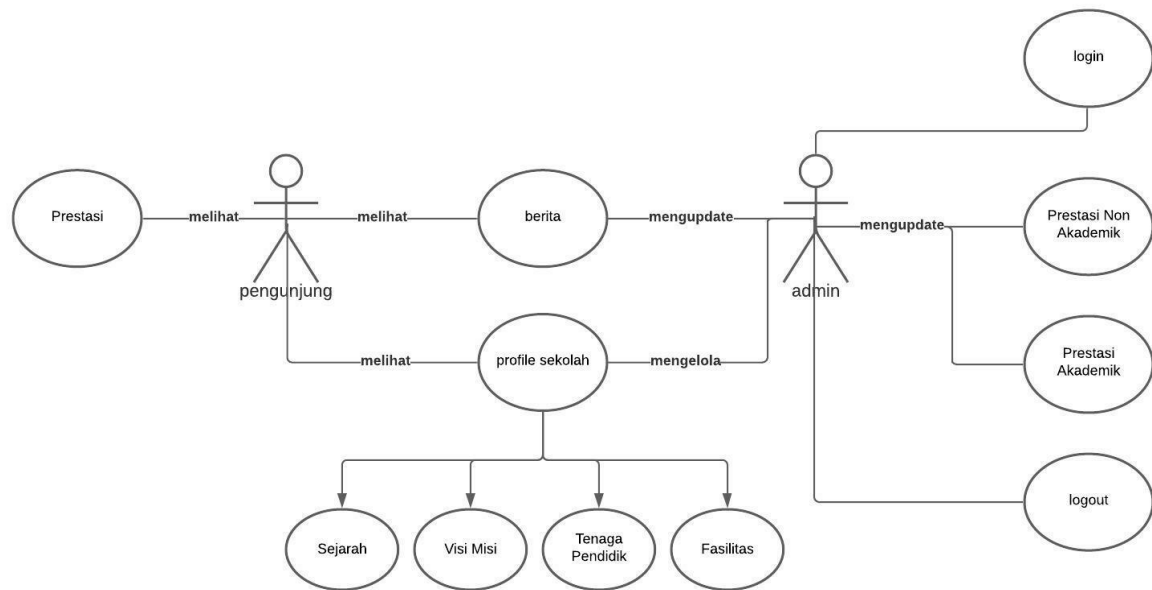 login
Prestasi
melihat
melihat
berita
mengupdate
mengupdate
Prestasi Non
Akademik
pengunjung
admin
melihat
profile sekolah
mengelola
Prestasi
Akademik
logout
Sejarah
Visi Misi
Tenaga
Pendidik
Fasilitas